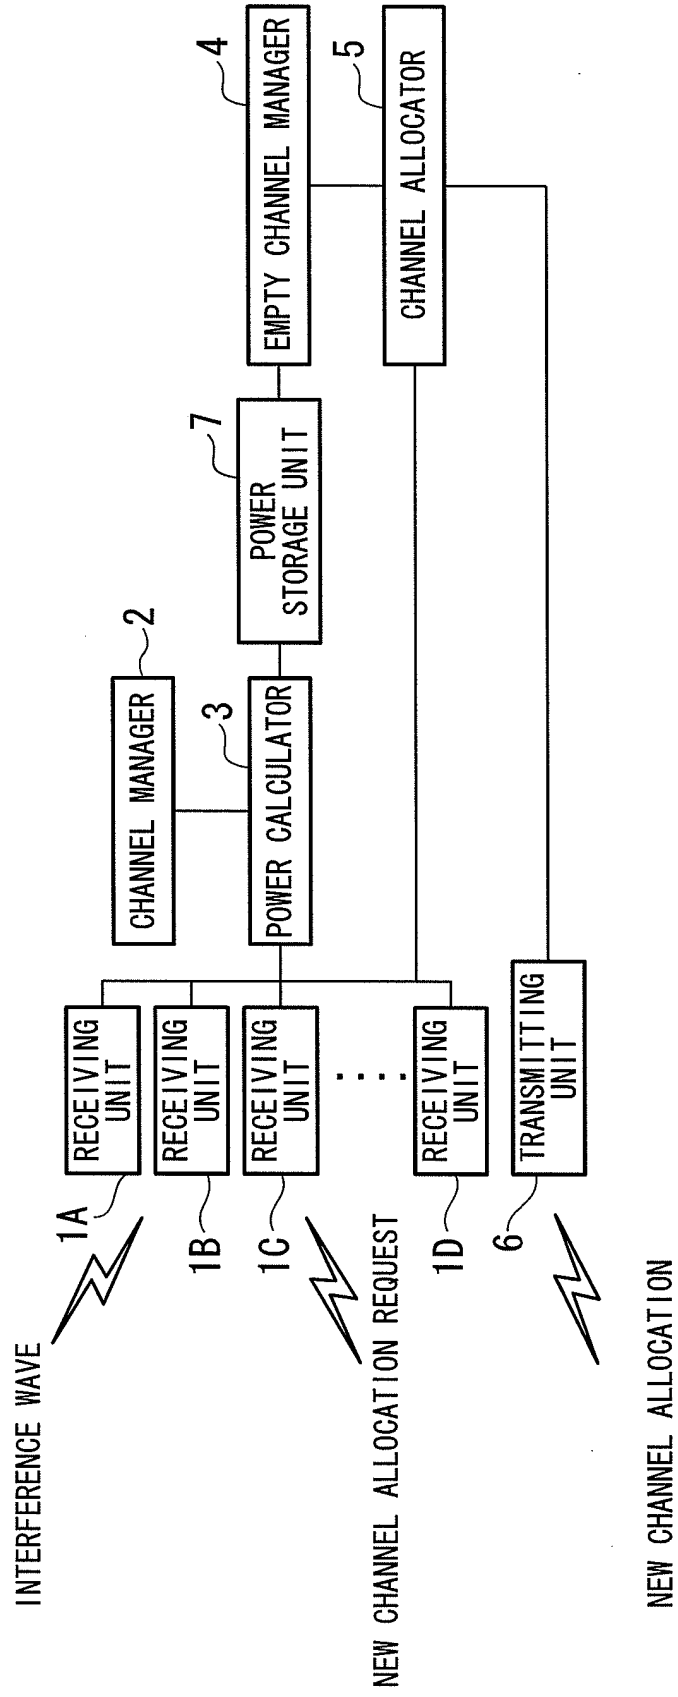 INTERFERENCE WAVE
NEW CHANNEL ALLOCATION REQUEST
NEW CHANNEL ALLOCATION
1A
RECEIVING
UNIT
1B
RECEIVING
UNIT
1C
RECEIVING
UNIT
1D
RECEIVING
UNIT
6
TRANSMITTING
UNIT
2
CHANNEL MANAGER
3
POWER CALCULATOR
7
POWER
STORAGE UNIT
4
EMPTY CHANNEL MANAGER
5
CHANNEL ALLOCATOR